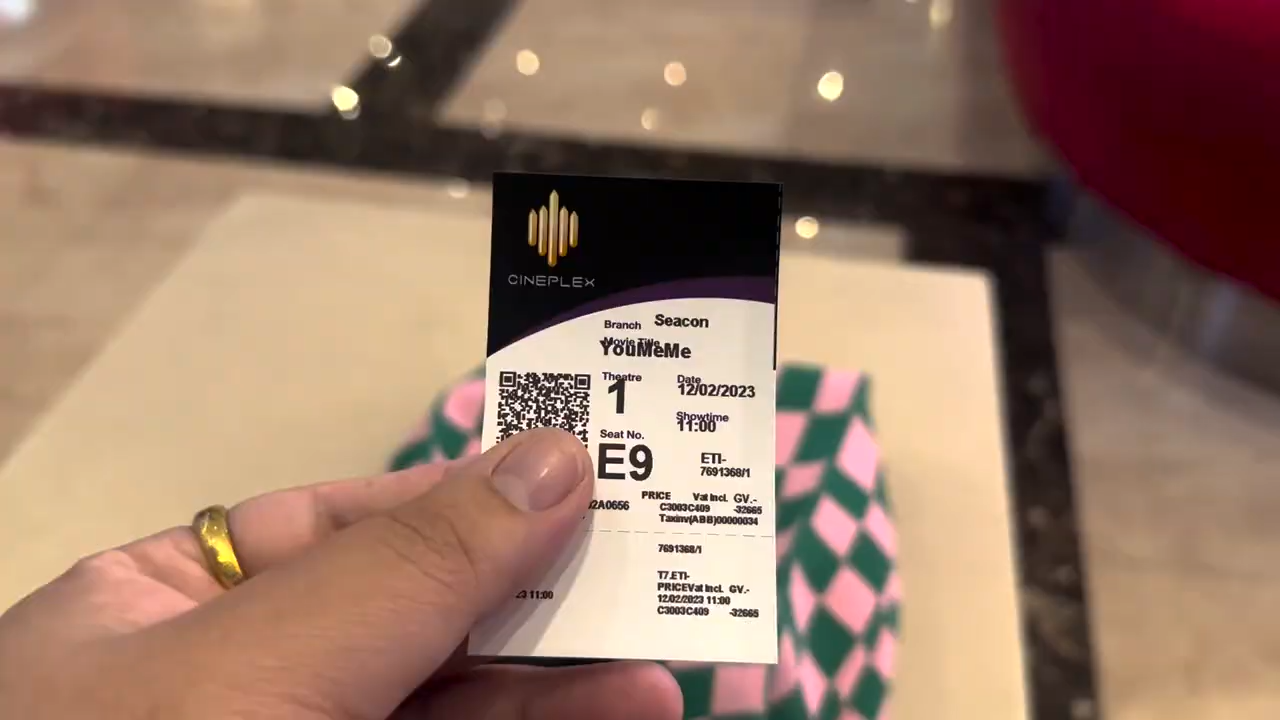 CINEPLEX
Branch Seacon
Movie Title
YouMeMe
Theatre Date
1 12/02/2023
Showtime
11:00
Seat No.
E9 ETI-
7691368/1
PRICE Vat Incl. GV.-
2A0656 C3003C409 -32665
Taxinv(ABB)00000034
7691368/1
T7.ETI-
PRICEVat Incl. GV.-
23 11:00 12/02/2023 11:00
C3003C409 -32665